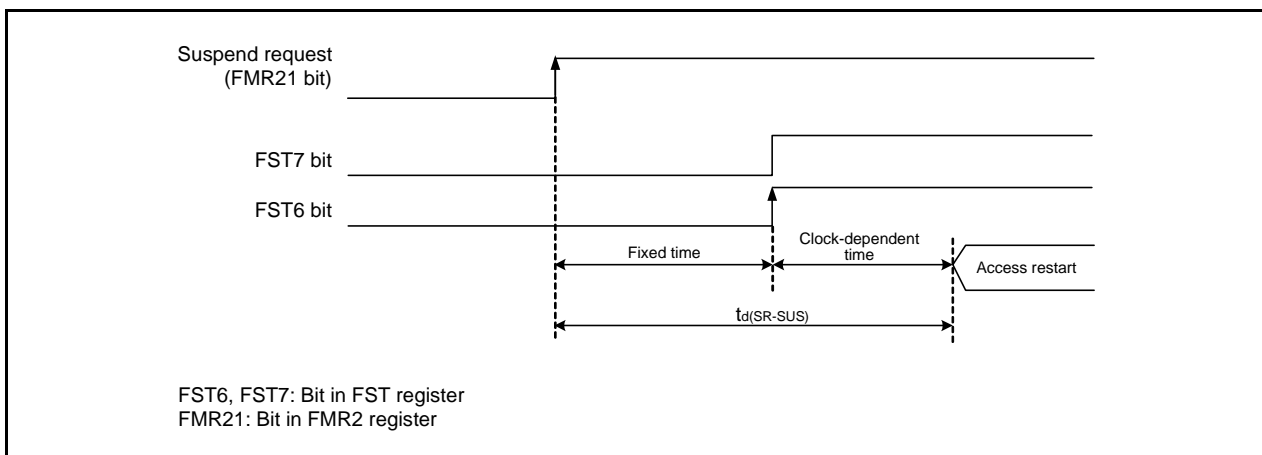 Suspend request
(FMR21 bit)
FST7 bit
FST6 bit
Fixed time
Clock-dependent
time
Access restart
td(SR-SUS)
FST6, FST7: Bit in FST register
FMR21: Bit in FMR2 register